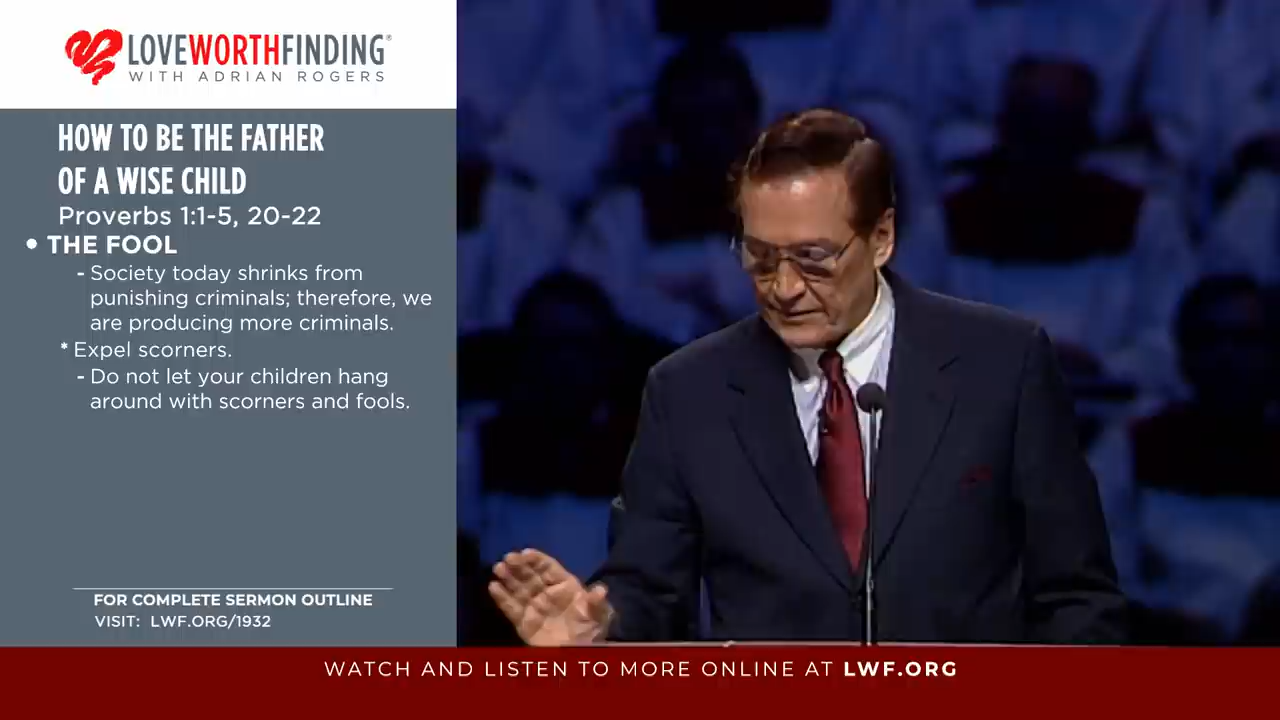 LOVEWORTHFINDING®
WITH ADRIAN ROGERS
HOW TO BE THE FATHER
OF A WISE CHILD
Proverbs 1:1-5, 20-22
• THE FOOL
- Society today shrinks from
punishing criminals; therefore, we
are producing more criminals.
* Expel scorners.
- Do not let your children hang
around with scorners and fools.
FOR COMPLETE SERMON OUTLINE
VISIT: LWF.ORG/1932
WATCH AND LISTEN TO MORE ONLINE AT LWF.ORG